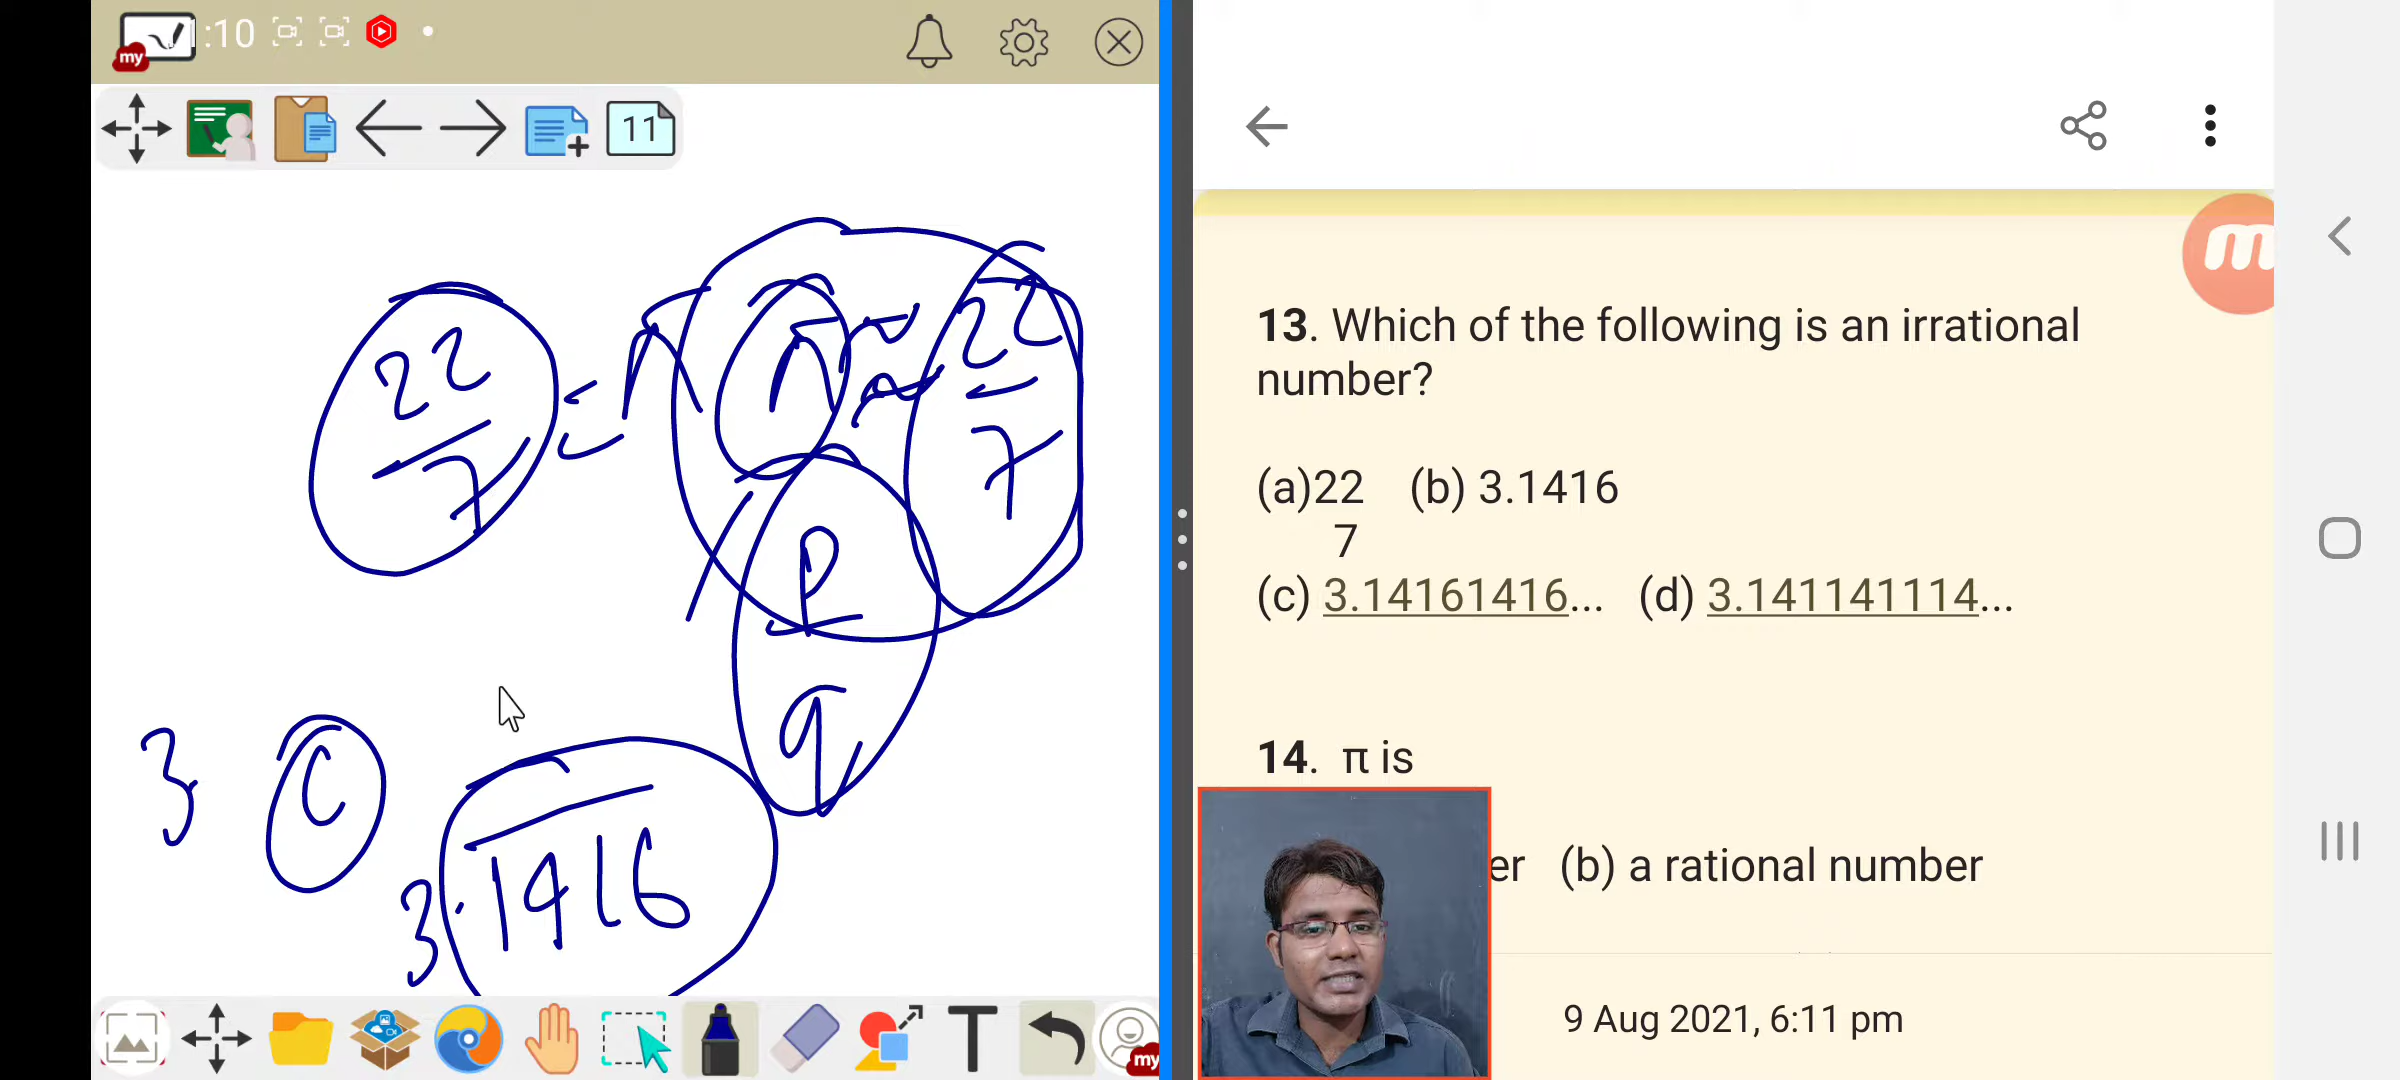 :10
my
11
22
7
= π
π ≈ 22
7
p
q
3
C
3.1416
T
my
13. Which of the following is an irrational
number?
(a)22 (b) 3.1416
7
(c) 3.14161416... (d) 3.141141114...
14. π is
er (b) a rational number
9 Aug 2021, 6:11 pm